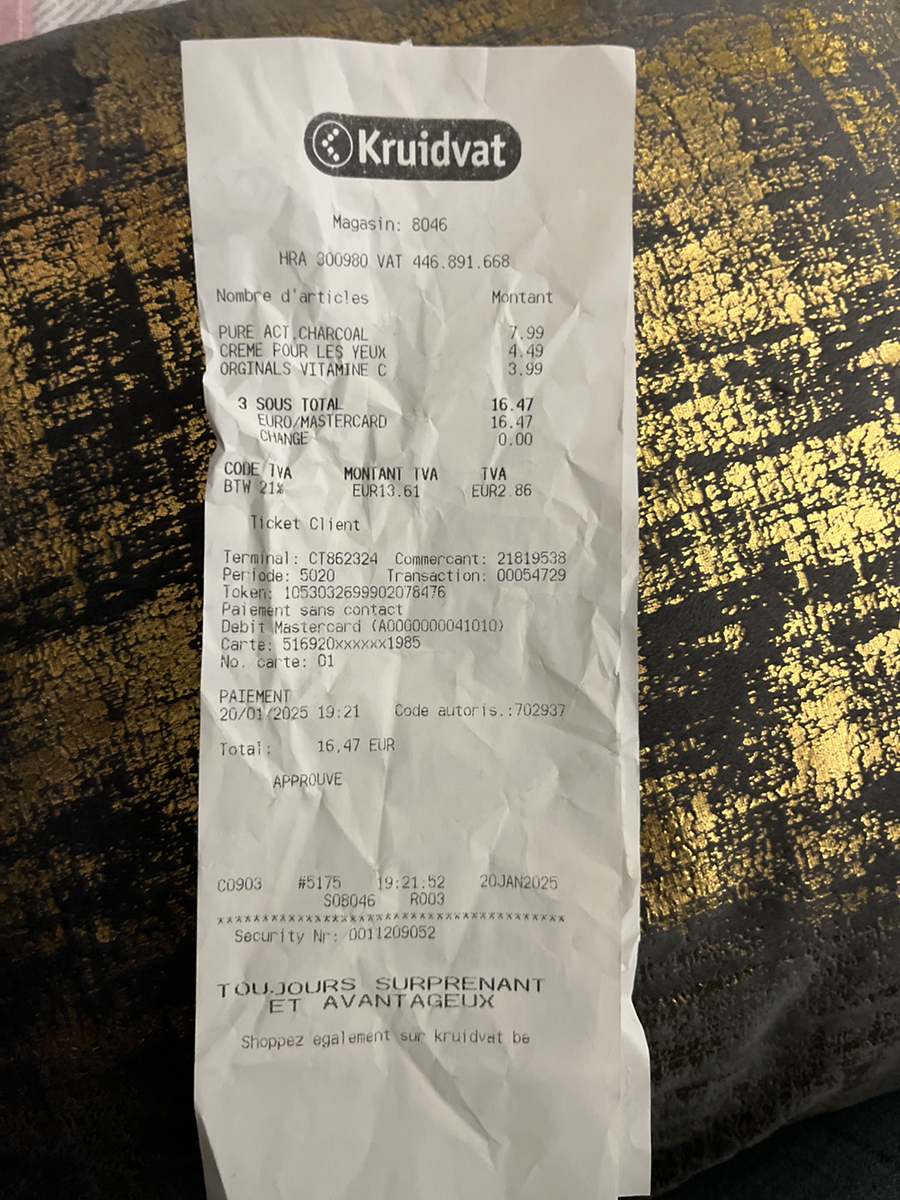 Kruidvat
Magasin: 8046
HRA 300980 VAT 446.891.668
Nombre d'articles Montant
PURE ACT.CHARCOAL 7.99
CREME POUR LES YEUX 4.49
ORGINALS VITAMINE C 3.99
3 SOUS TOTAL 16.47
EURO/MASTERCARD 16.47
CHANGE 0.00
CODE TVA MONTANT TVA TVA
BTW 21% EUR13.61 EUR2.86
Ticket Client
Terminal: CT862324 Commercant: 21819538
Periode: 5020 Transaction: 00054729
Token: 1053032699902078476
Paiement sans contact
Debit Mastercard (A0000000041010)
Carte: 516920xxxxxx1985
No. carte: 01
PAIEMENT
20/01/2025 19:21 Code autoris.:702937
Total: 16,47 EUR
APPROUVE
C0903 #5175 19:21:52 20JAN2025
S08046 R003
***************************************
Security Nr: 0011209052
TOUJOURS SURPRENANT
ET AVANTAGEUX
Shoppez egalement sur kruidvat be